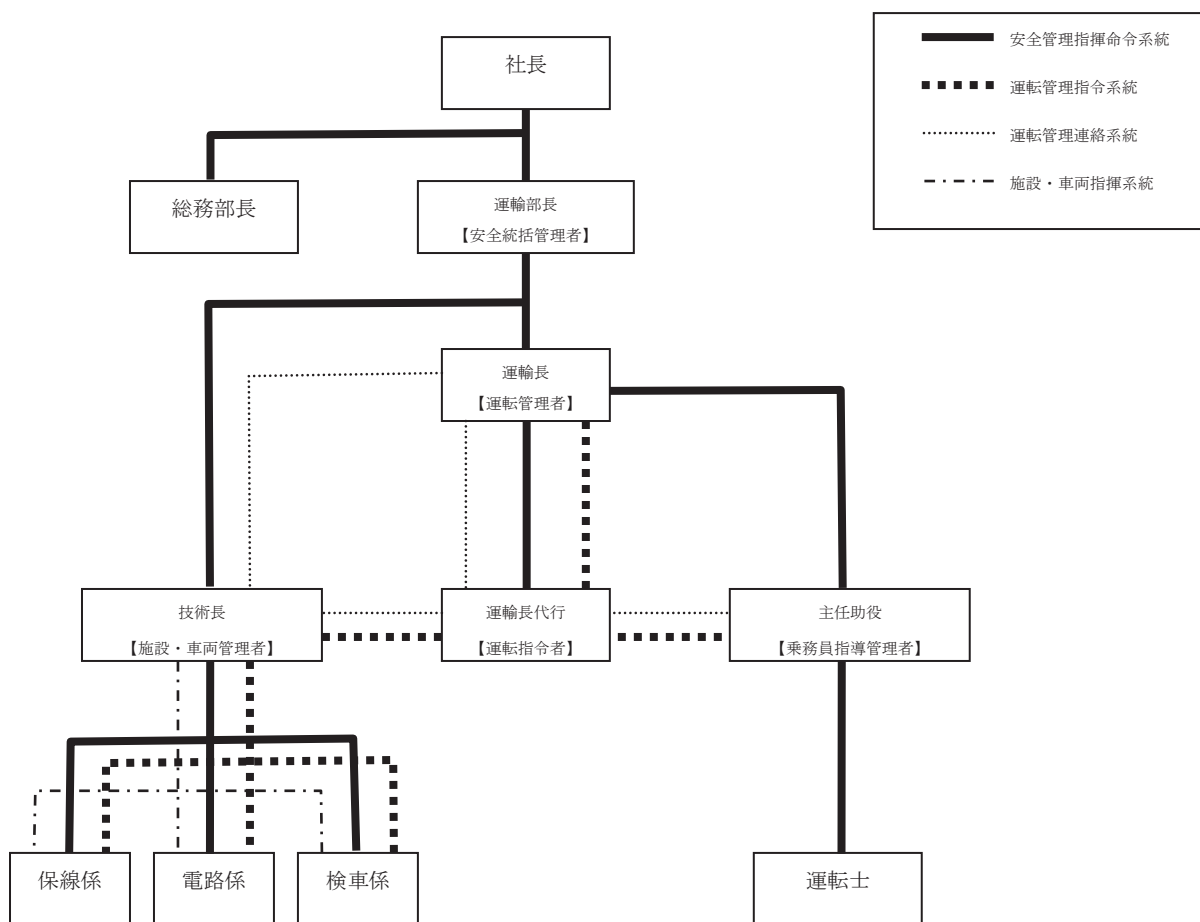 社長
安全管理指揮命令系統
運転管理指令系統
運転管理連絡系統
施設・車両指揮系統
総務部長
運輸部長
【安全統括管理者】
運輸長
【運転管理者】
技術長
【施設・車両管理者】
運輸長代行
【運転指令者】
主任助役
【乗務員指導管理者】
保線係
電路係
検車係
運転士